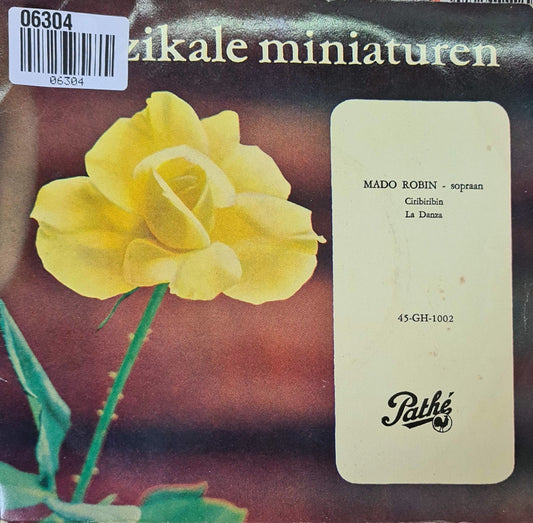 06304
06304
zikale miniaturen
MADO ROBIN - sopraan
Ciribiribin
La Danza
45-GH-1002
Pathé